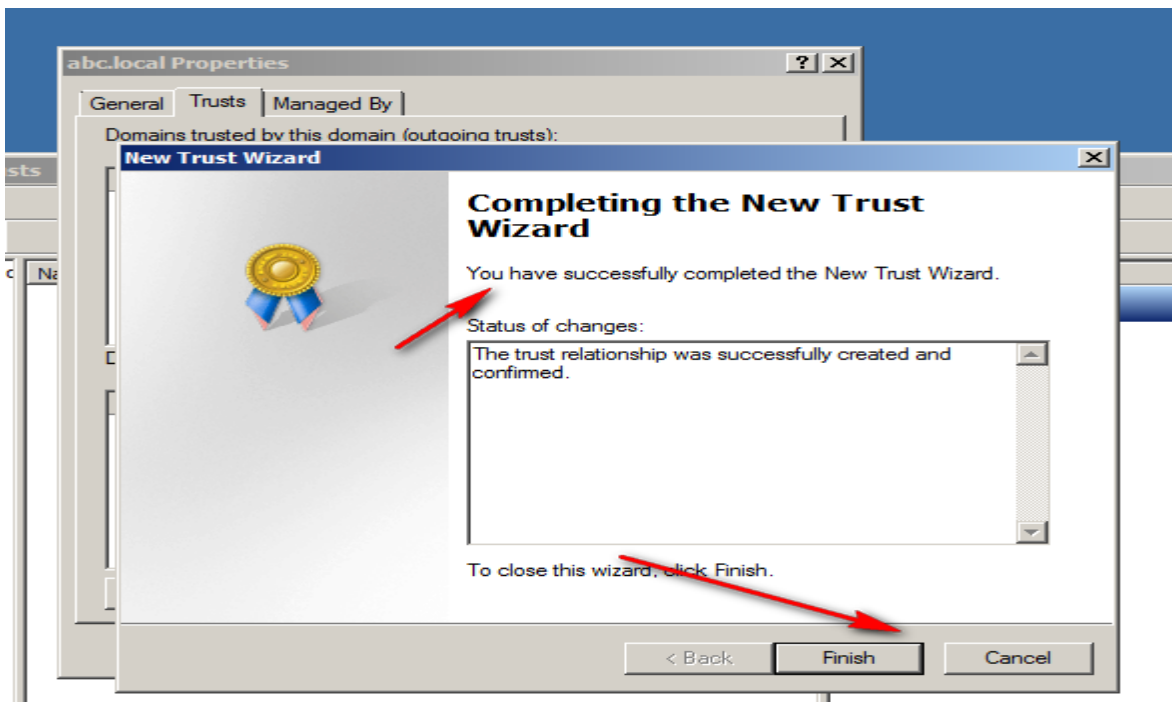 abc.local Properties
General Trusts Managed By
Domains trusted by this domain (outgoing trusts):
sts
New Trust Wizard
Completing the New Trust
Wizard
You have successfully completed the New Trust Wizard.
Status of changes:
The trust relationship was successfully created and
confirmed.
To close this wizard, click Finish.
< Back Finish Cancel